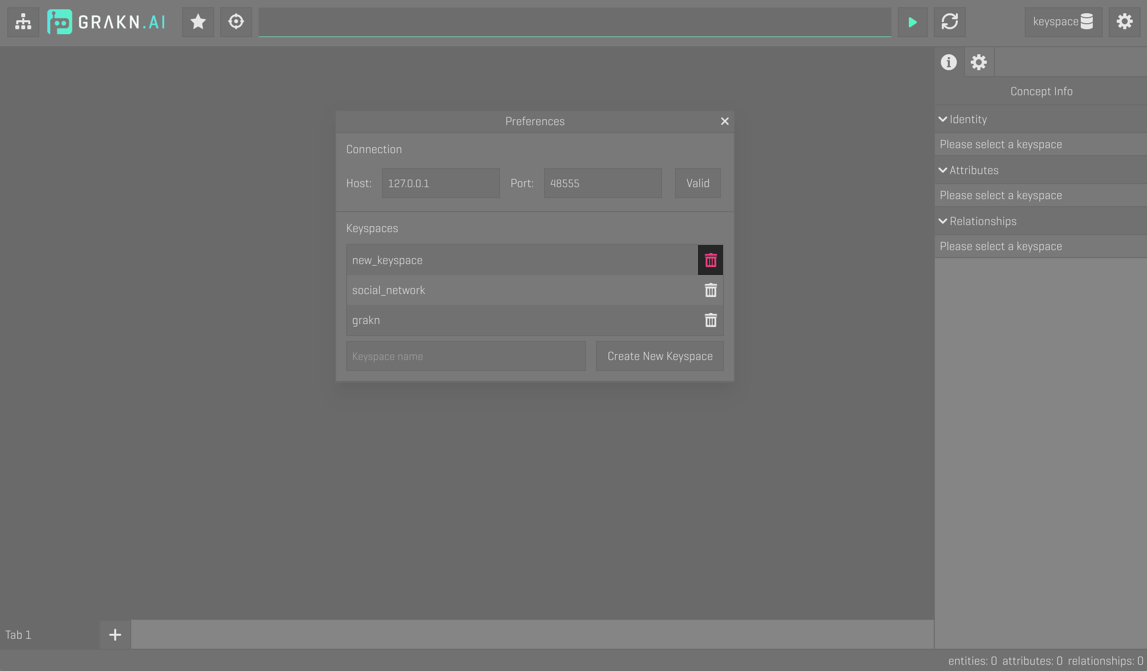 GRAKN.AI
keyspace
Preferences
Connection
Host: 127.0.0.1 Port: 48555 Valid
Keyspaces
new_keyspace
social_network
grakn
Keyspace name Create New Keyspace
Concept Info
Identity
Please select a keyspace
Attributes
Please select a keyspace
Relationships
Please select a keyspace
Tab 1
entities: 0 attributes: 0 relationships: 0